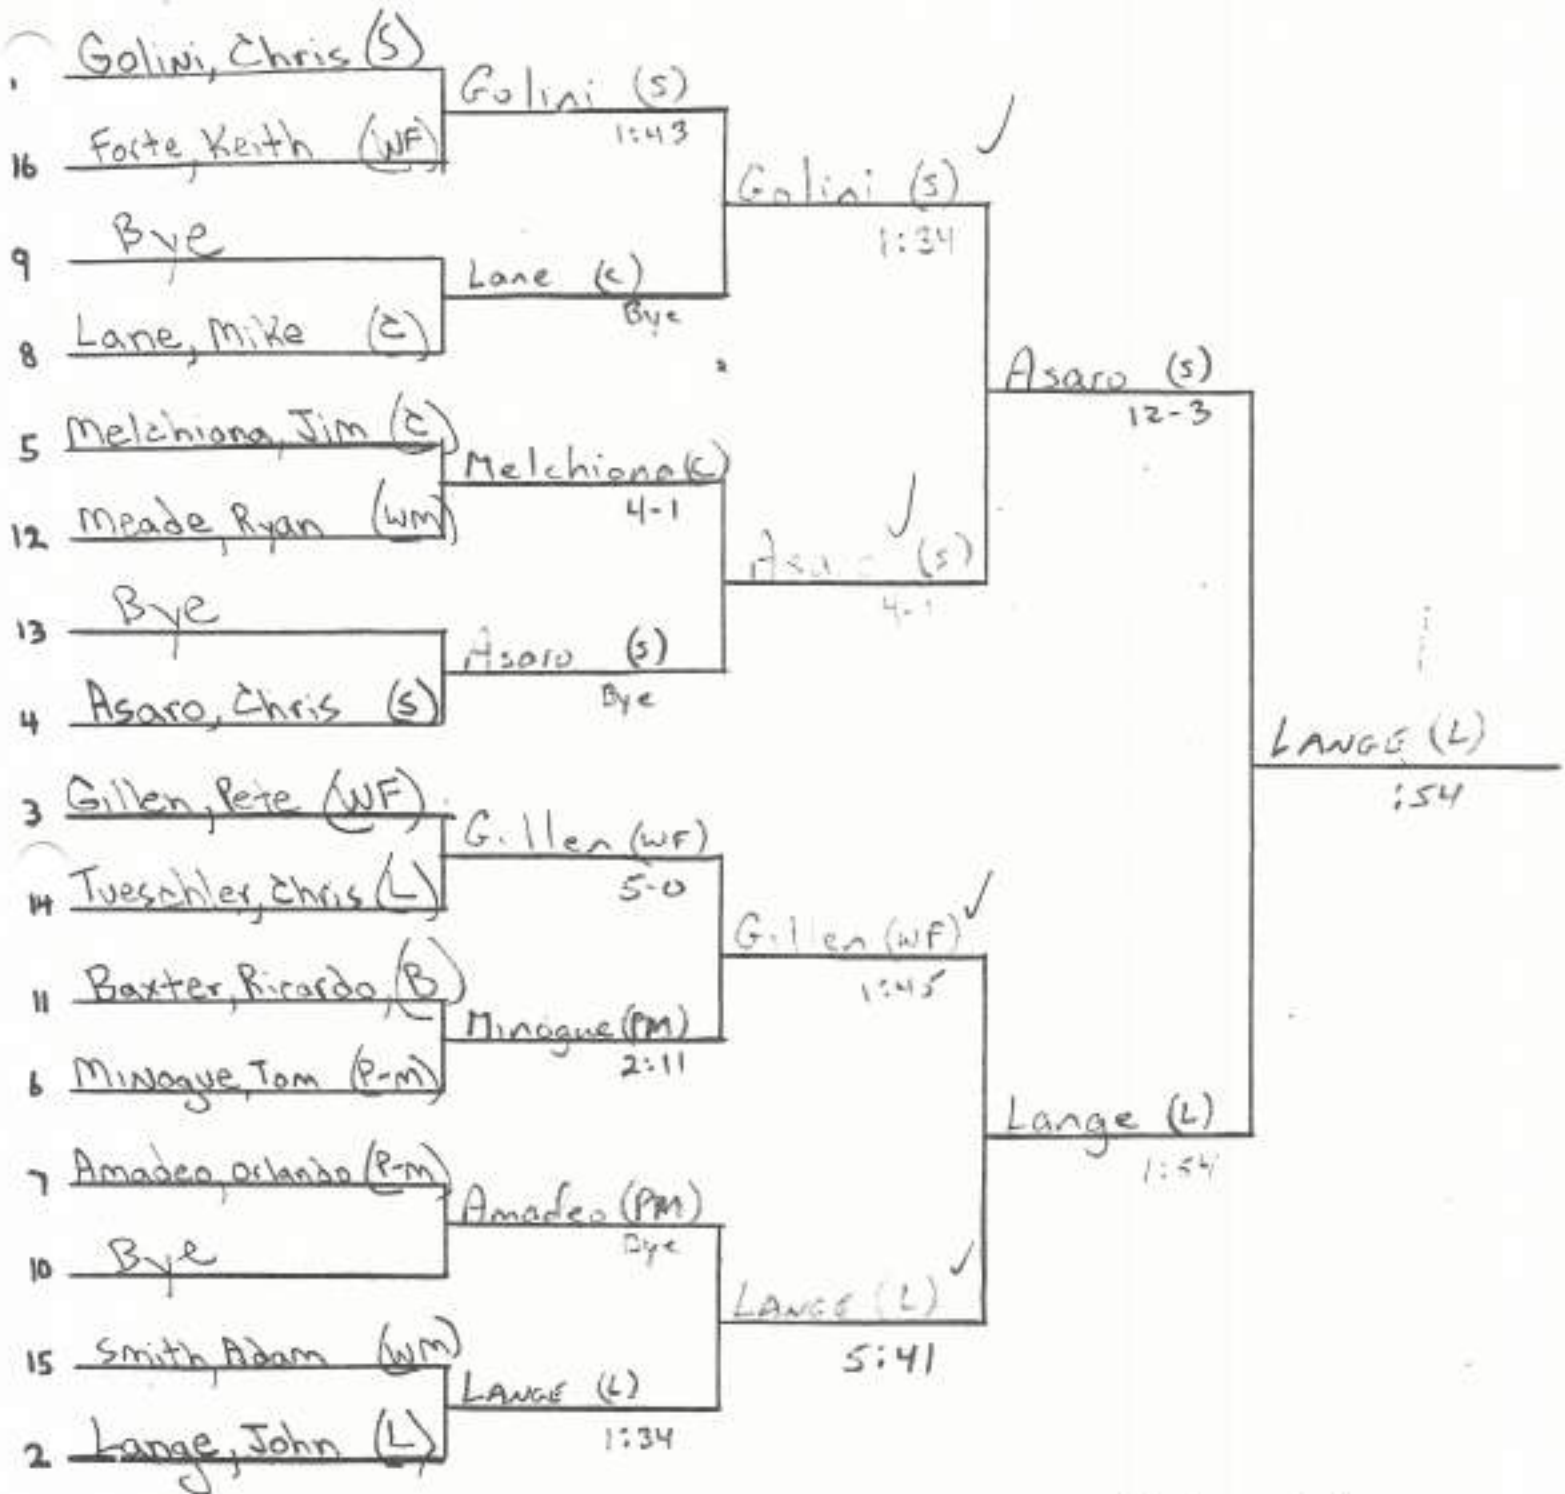 Golini, Chris (S)
16 Forte, Keith (WF)
9 Bye
8 Lane, Mike (C)
5 Melchiona, Jim (C)
12 Meade, Ryan (WM)
13 Bye
4 Asaro, Chris (S)
3 Gillen, Pete (WF)
14 Tueschler, Chris (L)
11 Baxter, Ricardo, (B)
6 Minogue, Tom (P-M)
7 Amadeo, Orlando (P-M)
10 Bye
15 Smith, Adam (WM)
2 Lange, John (L)
Golini (S)
1:43
Lane (C)
Bye
Melchiona (C)
4-1
Asaro (S)
Bye
Gillen (WF)
5-0
Minogue (PM)
2:11
Amadeo (PM)
Bye
LANGE (L)
1:34
Golini (S)
1:34
Asaro (S)
4-1
Gillen (WF)
1:45
LANGE (L)
5:41
Asaro (S)
12-3
Lange (L)
1:54
LANGE (L)
:54